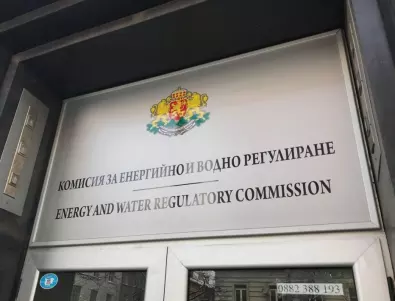 КОМИСИЯ ЗА ЕНЕРГИЙНО И ВОДНО РЕГУЛИРАНЕ
ENERGY AND WATER REGULATORY COMMISSION
0882 388 193